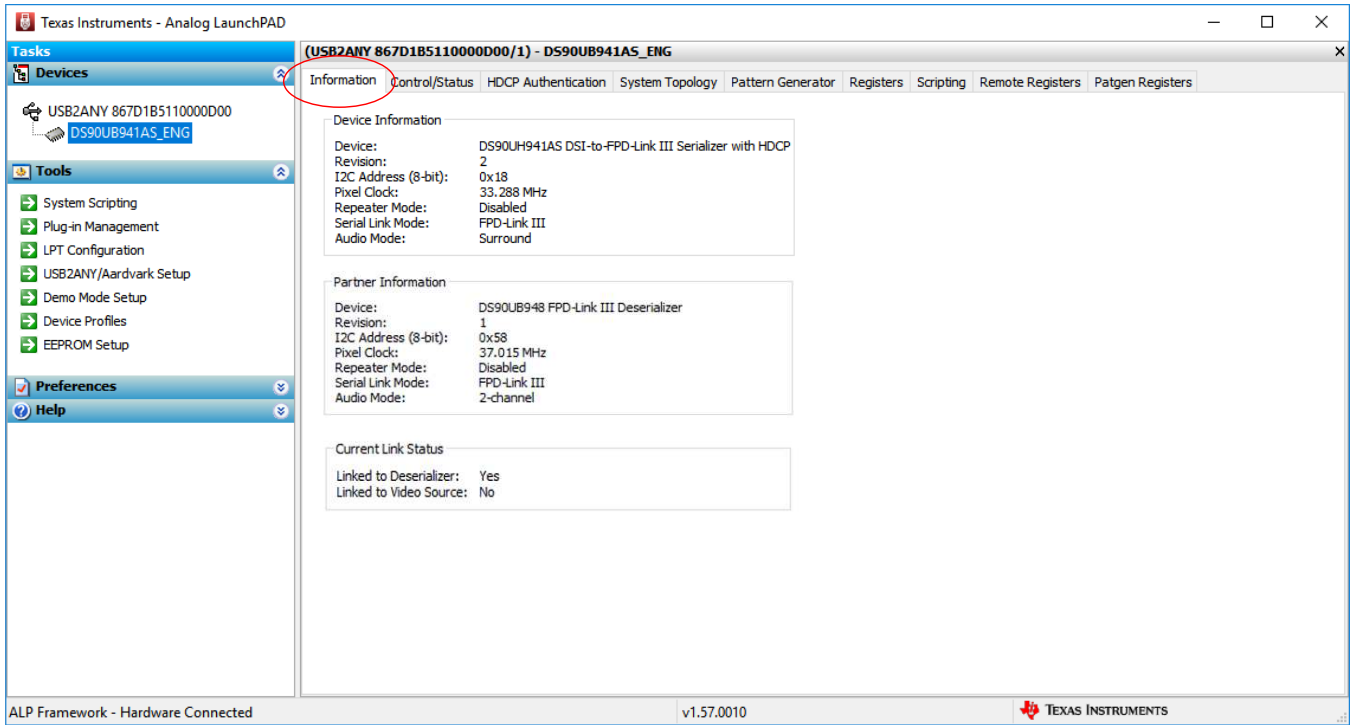 Texas Instruments - Analog LaunchPAD
Tasks
Devices
USB2ANY 867D1B5110000D00
DS90UB941AS_ENG
Tools
System Scripting
Plug-in Management
LPT Configuration
USB2ANY/Aardvark Setup
Demo Mode Setup
Device Profiles
EEPROM Setup
Preferences
Help
(USB2ANY 867D1B5110000D00/1) - DS90UB941AS_ENG
Information Control/Status HDCP Authentication System Topology Pattern Generator Registers Scripting Remote Registers Patgen Registers
Device Information
Device: DS90UH941AS DSI-to-FPD-Link III Serializer with HDCP
Revision: 2
I2C Address (8-bit): 0x18
Pixel Clock: 33.288 MHz
Repeater Mode: Disabled
Serial Link Mode: FPD-Link III
Audio Mode: Surround
Partner Information
Device: DS90UB948 FPD-Link III Deserializer
Revision: 1
I2C Address (8-bit): 0x58
Pixel Clock: 37.015 MHz
Repeater Mode: Disabled
Serial Link Mode: FPD-Link III
Audio Mode: 2-channel
Current Link Status
Linked to Deserializer: Yes
Linked to Video Source: No
ALP Framework - Hardware Connected v1.57.0010 TEXAS INSTRUMENTS